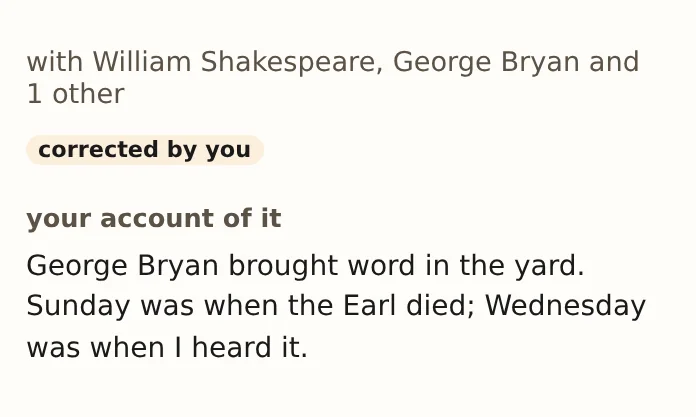 with William Shakespeare, George Bryan and
1 other
corrected by you
your account of it
George Bryan brought word in the yard.
Sunday was when the Earl died; Wednesday
was when I heard it.